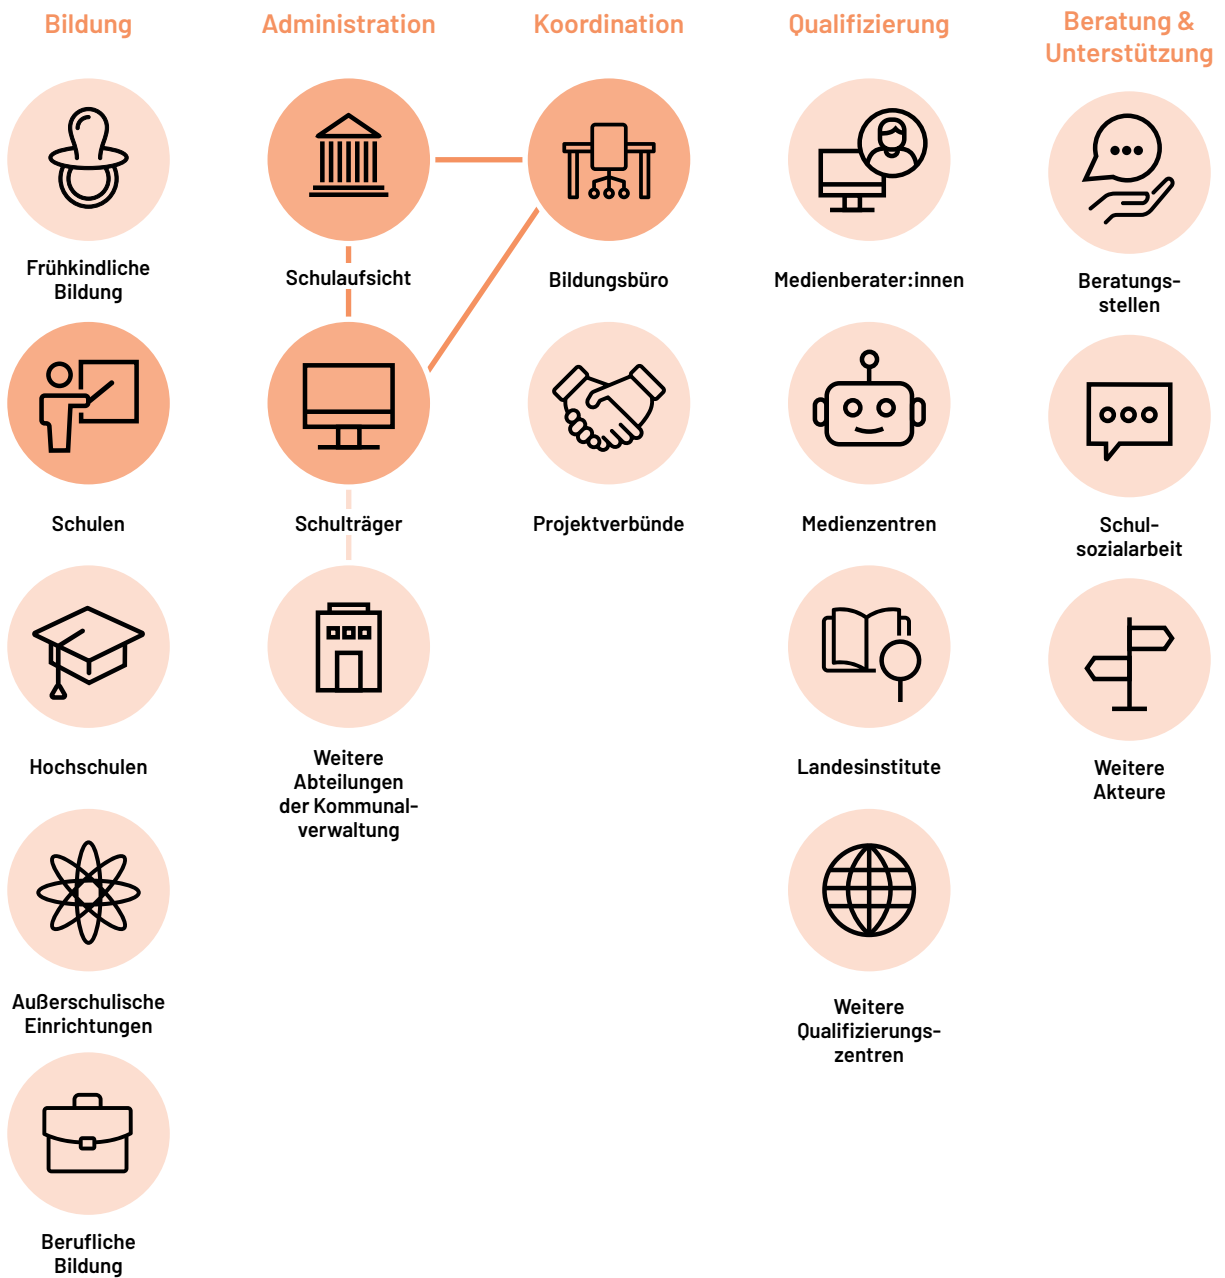 Bildung
Frühkindliche
Bildung
Schulen
Hochschulen
Außerschulische
Einrichtungen
Berufliche
Bildung
Administration
Schulaufsicht
Schulträger
Weitere
Abteilungen
der Kommunal-
verwaltung
Koordination
Bildungsbüro
Projektverbünde
Qualifizierung
Medienberater:innen
Medienzentren
Landesinstitute
Weitere
Qualifizierungs-
zentren
Beratung &
Unterstützung
Beratungs-
stellen
Schul-
sozialarbeit
Weitere
Akteure